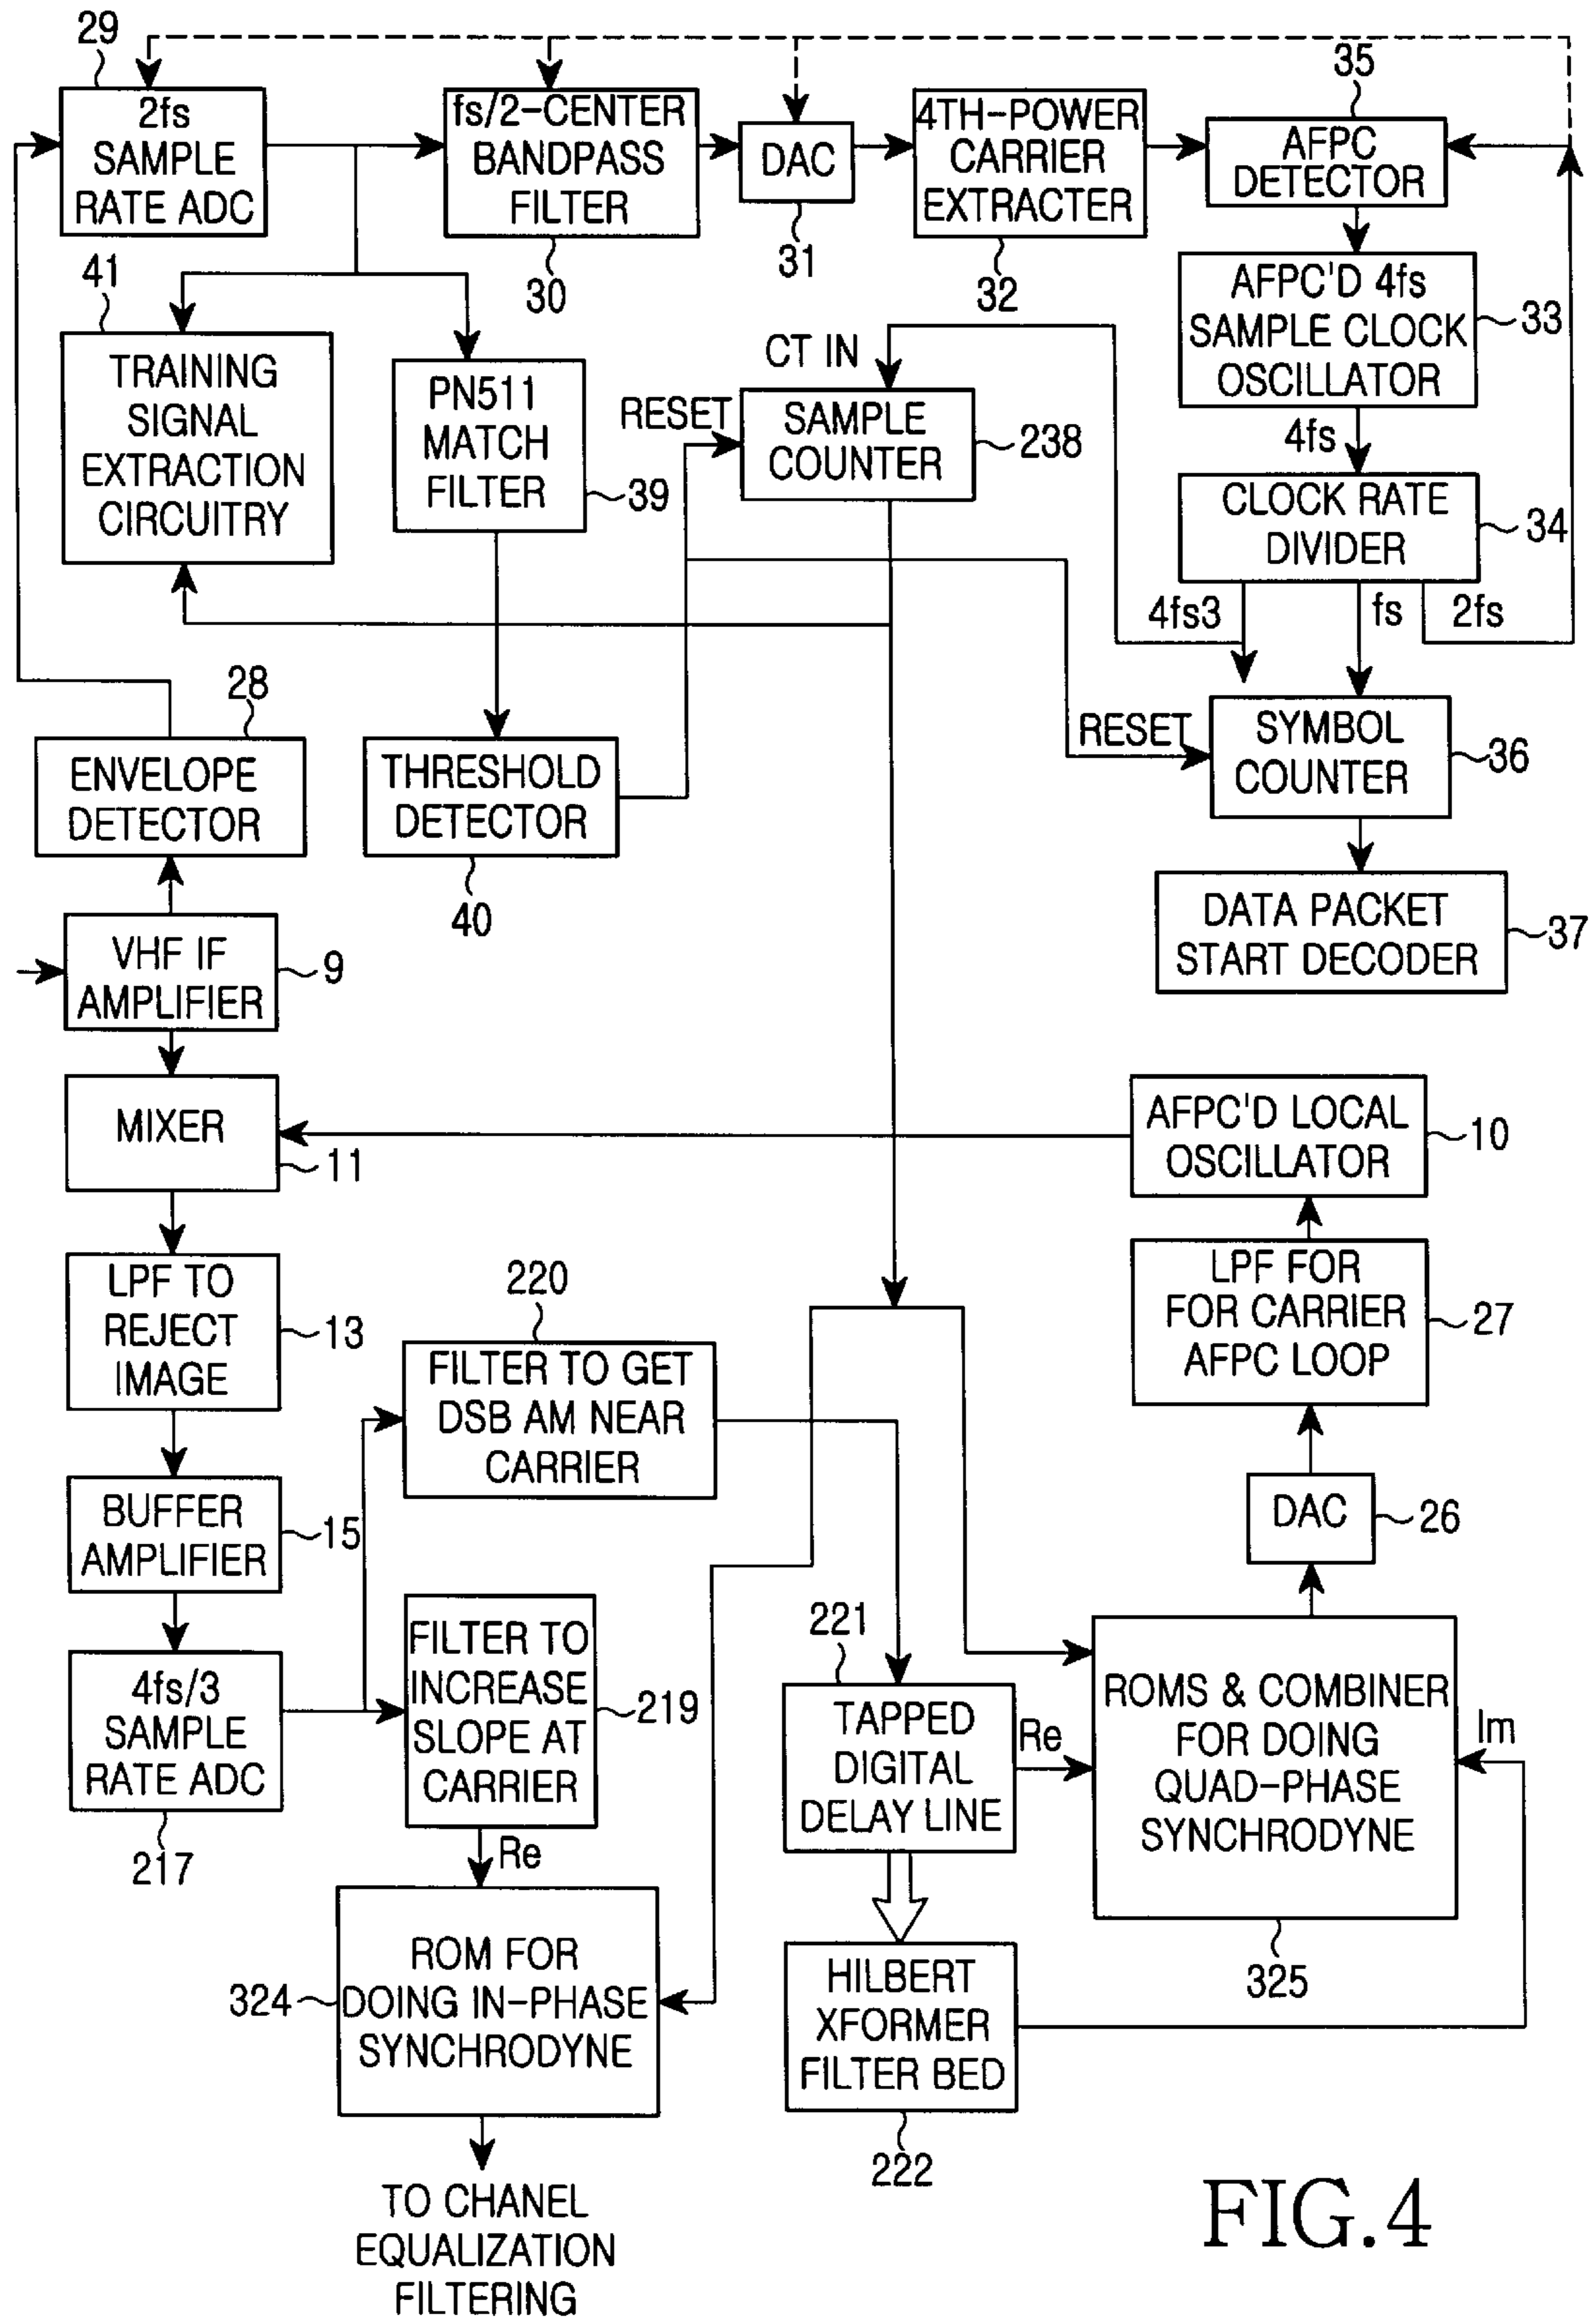 29
2fs
SAMPLE
RATE ADC
fs/2-CENTER
BANDPASS
FILTER
30
DAC
31
4TH-POWER
CARRIER
EXTRACTER
32
35
AFPC
DETECTOR
AFPC'D 4fs
SAMPLE CLOCK
OSCILLATOR
33
4fs
CLOCK RATE
DIVIDER
34
4fs3
fs
2fs
41
TRAINING
SIGNAL
EXTRACTION
CIRCUITRY
PN511
MATCH
FILTER
39
CT IN
RESET
SAMPLE
COUNTER
238
RESET
SYMBOL
COUNTER
36
DATA PACKET
START DECODER
37
28
ENVELOPE
DETECTOR
THRESHOLD
DETECTOR
40
VHF IF
AMPLIFIER
9
MIXER
11
AFPC'D LOCAL
OSCILLATOR
10
LPF TO
REJECT
IMAGE
13
LPF FOR
FOR CARRIER
AFPC LOOP
27
220
FILTER TO GET
DSB AM NEAR
CARRIER
BUFFER
AMPLIFIER
15
DAC
26
4fs/3
SAMPLE
RATE ADC
217
FILTER TO
INCREASE
SLOPE AT
CARRIER
219
Re
221
TAPPED
DIGITAL
DELAY LINE
Re
ROMS & COMBINER
FOR DOING
QUAD-PHASE
SYNCHRODYNE
325
Im
324
ROM FOR
DOING IN-PHASE
SYNCHRODYNE
HILBERT
XFORMER
FILTER BED
222
TO CHANEL
EQUALIZATION
FILTERING
FIG.4